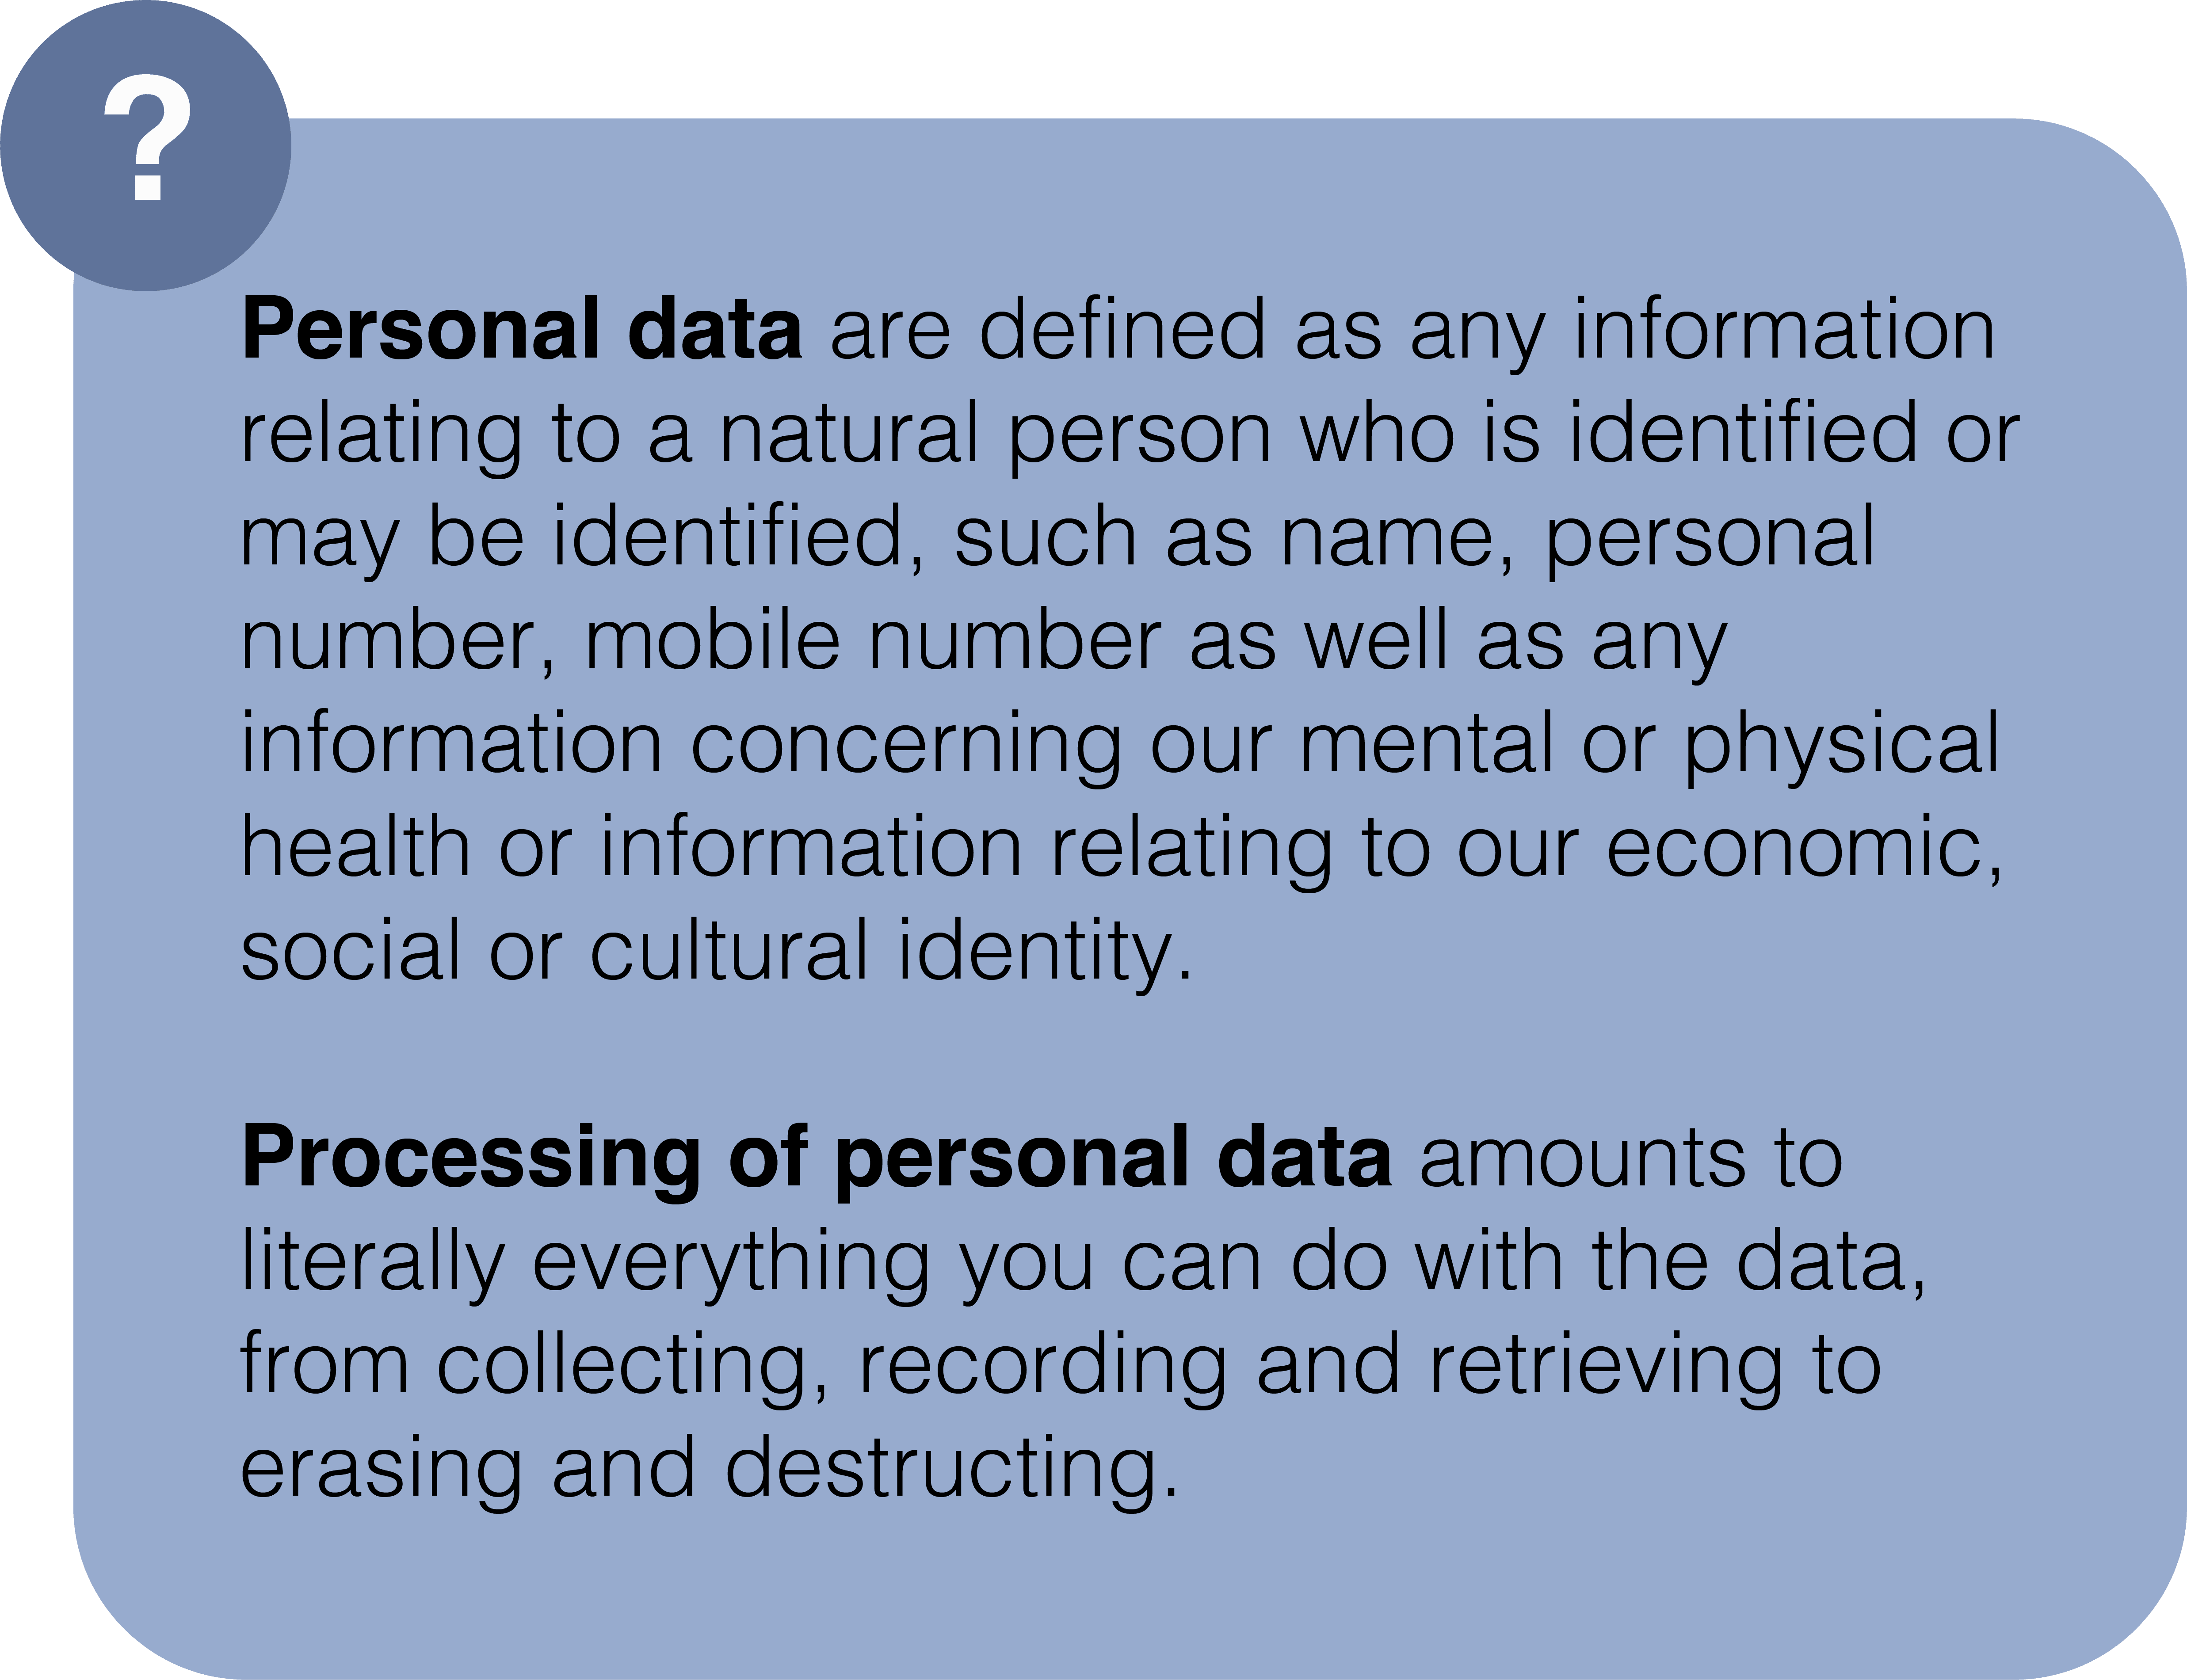 ?
Personal data are defined as any information
relating to a natural person who is identified or
may be identified, such as name, personal
number, mobile number as well as any
information concerning our mental or physical
health or information relating to our economic,
social or cultural identity.
Processing of personal data amounts to
literally everything you can do with the data,
from collecting, recording and retrieving to
erasing and destructing.